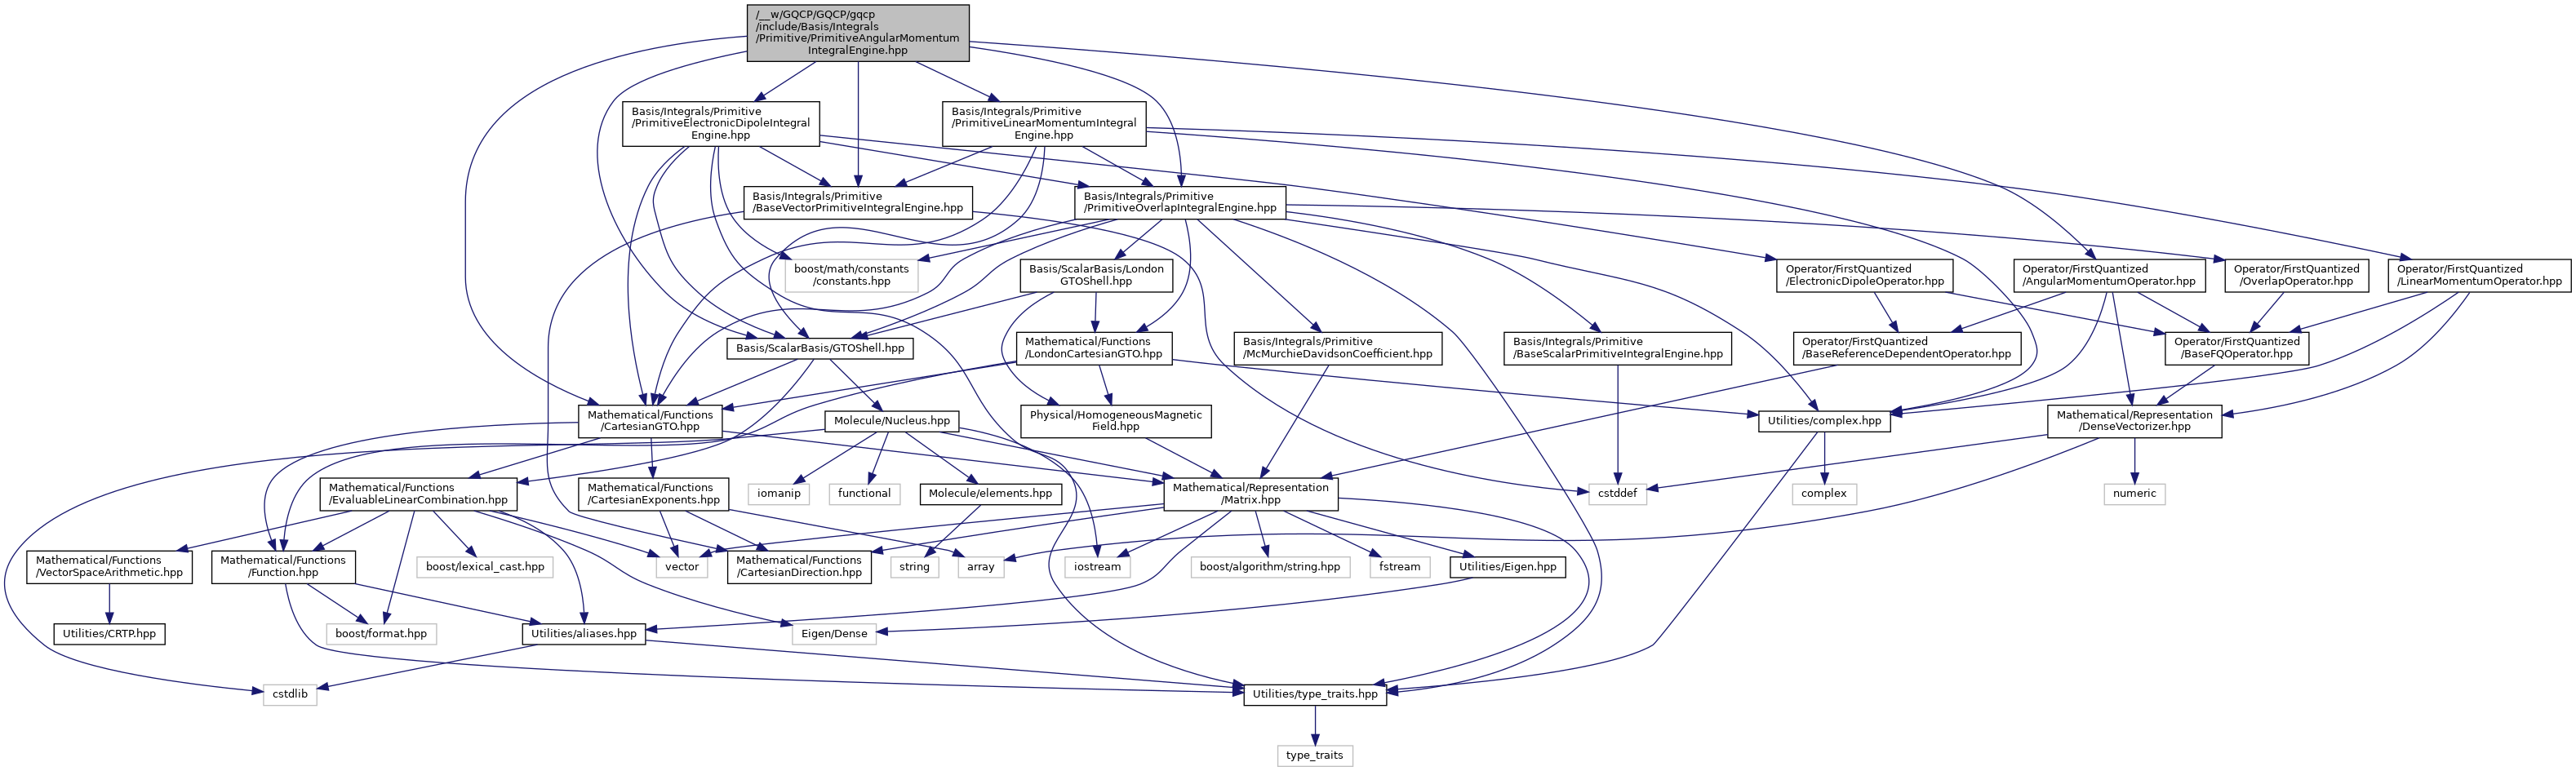 /__w/GQCP/GQCP/gqcp
/include/Basis/Integrals
/Primitive/PrimitiveAngularMomentum
IntegralEngine.hpp
Basis/Integrals/Primitive
/PrimitiveElectronicDipoleIntegral
Engine.hpp
Basis/Integrals/Primitive
/PrimitiveLinearMomentumIntegral
Engine.hpp
Basis/Integrals/Primitive
/BaseVectorPrimitiveIntegralEngine.hpp
Basis/Integrals/Primitive
/PrimitiveOverlapIntegralEngine.hpp
boost/math/constants
/constants.hpp
Basis/ScalarBasis/London
GTOShell.hpp
Operator/FirstQuantized
/ElectronicDipoleOperator.hpp
Operator/FirstQuantized
/AngularMomentumOperator.hpp
Operator/FirstQuantized
/OverlapOperator.hpp
Operator/FirstQuantized
/LinearMomentumOperator.hpp
Basis/ScalarBasis/GTOShell.hpp
Mathematical/Functions
/LondonCartesianGTO.hpp
Basis/Integrals/Primitive
/McMurchieDavidsonCoefficient.hpp
Basis/Integrals/Primitive
/BaseScalarPrimitiveIntegralEngine.hpp
Operator/FirstQuantized
/BaseReferenceDependentOperator.hpp
Operator/FirstQuantized
/BaseFQOperator.hpp
Mathematical/Functions
/CartesianGTO.hpp
Molecule/Nucleus.hpp
Physical/HomogeneousMagnetic
Field.hpp
Utilities/complex.hpp
Mathematical/Representation
/DenseVectorizer.hpp
Mathematical/Functions
/EvaluableLinearCombination.hpp
Mathematical/Functions
/CartesianExponents.hpp
iomanip
functional
Molecule/elements.hpp
Mathematical/Representation
/Matrix.hpp
cstddef
complex
numeric
Mathematical/Functions
/VectorSpaceArithmetic.hpp
Mathematical/Functions
/Function.hpp
boost/lexical_cast.hpp
vector
Mathematical/Functions
/CartesianDirection.hpp
string
array
iostream
boost/algorithm/string.hpp
fstream
Utilities/Eigen.hpp
Utilities/CRTP.hpp
boost/format.hpp
Utilities/aliases.hpp
Eigen/Dense
cstdlib
Utilities/type_traits.hpp
type_traits